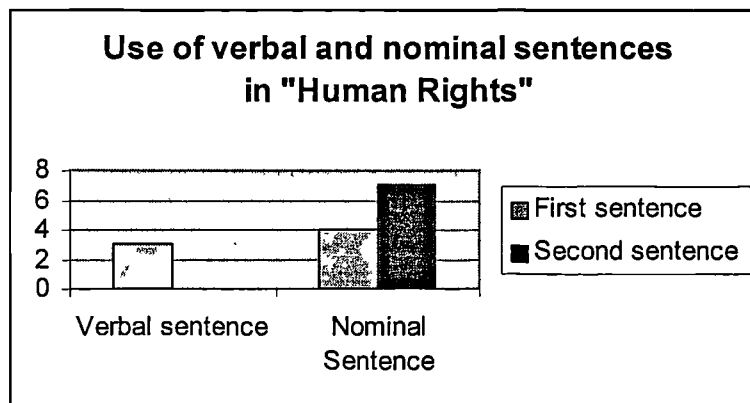 Use of verbal and nominal sentences
in "Human Rights"
8
6
4
2
0
Verbal sentence
Nominal
Sentence
First sentence
Second sentence